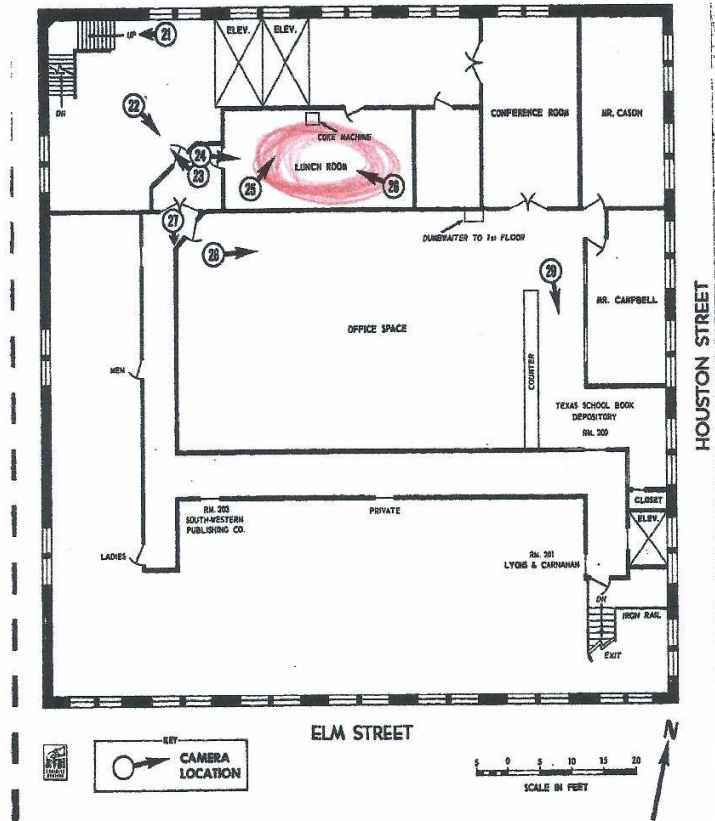 UP
21
ELEV.
ELEV.
22
DN
COKE MACHINE
CONFERENCE ROOM
MR. CASON
24
23
LUNCH ROOM
25
26
27
DUMBWAITER TO 1st FLOOR
28
29
MR. CAMPBELL
OFFICE SPACE
COUNTER
HOUSTON STREET
MEN
TEXAS SCHOOL BOOK
DEPOSITORY
RM. 200
CLOSET
RM. 203
SOUTH-WESTERN
PUBLISHING CO.
PRIVATE
ELEV.
LADIES
RM. 201
LYONS & CARNAHAN
DN
IRON RAIL
EXIT
ELM STREET
N
KEY
CAMERA
LOCATION
5 0 5 10 15 20
SCALE IN FEET